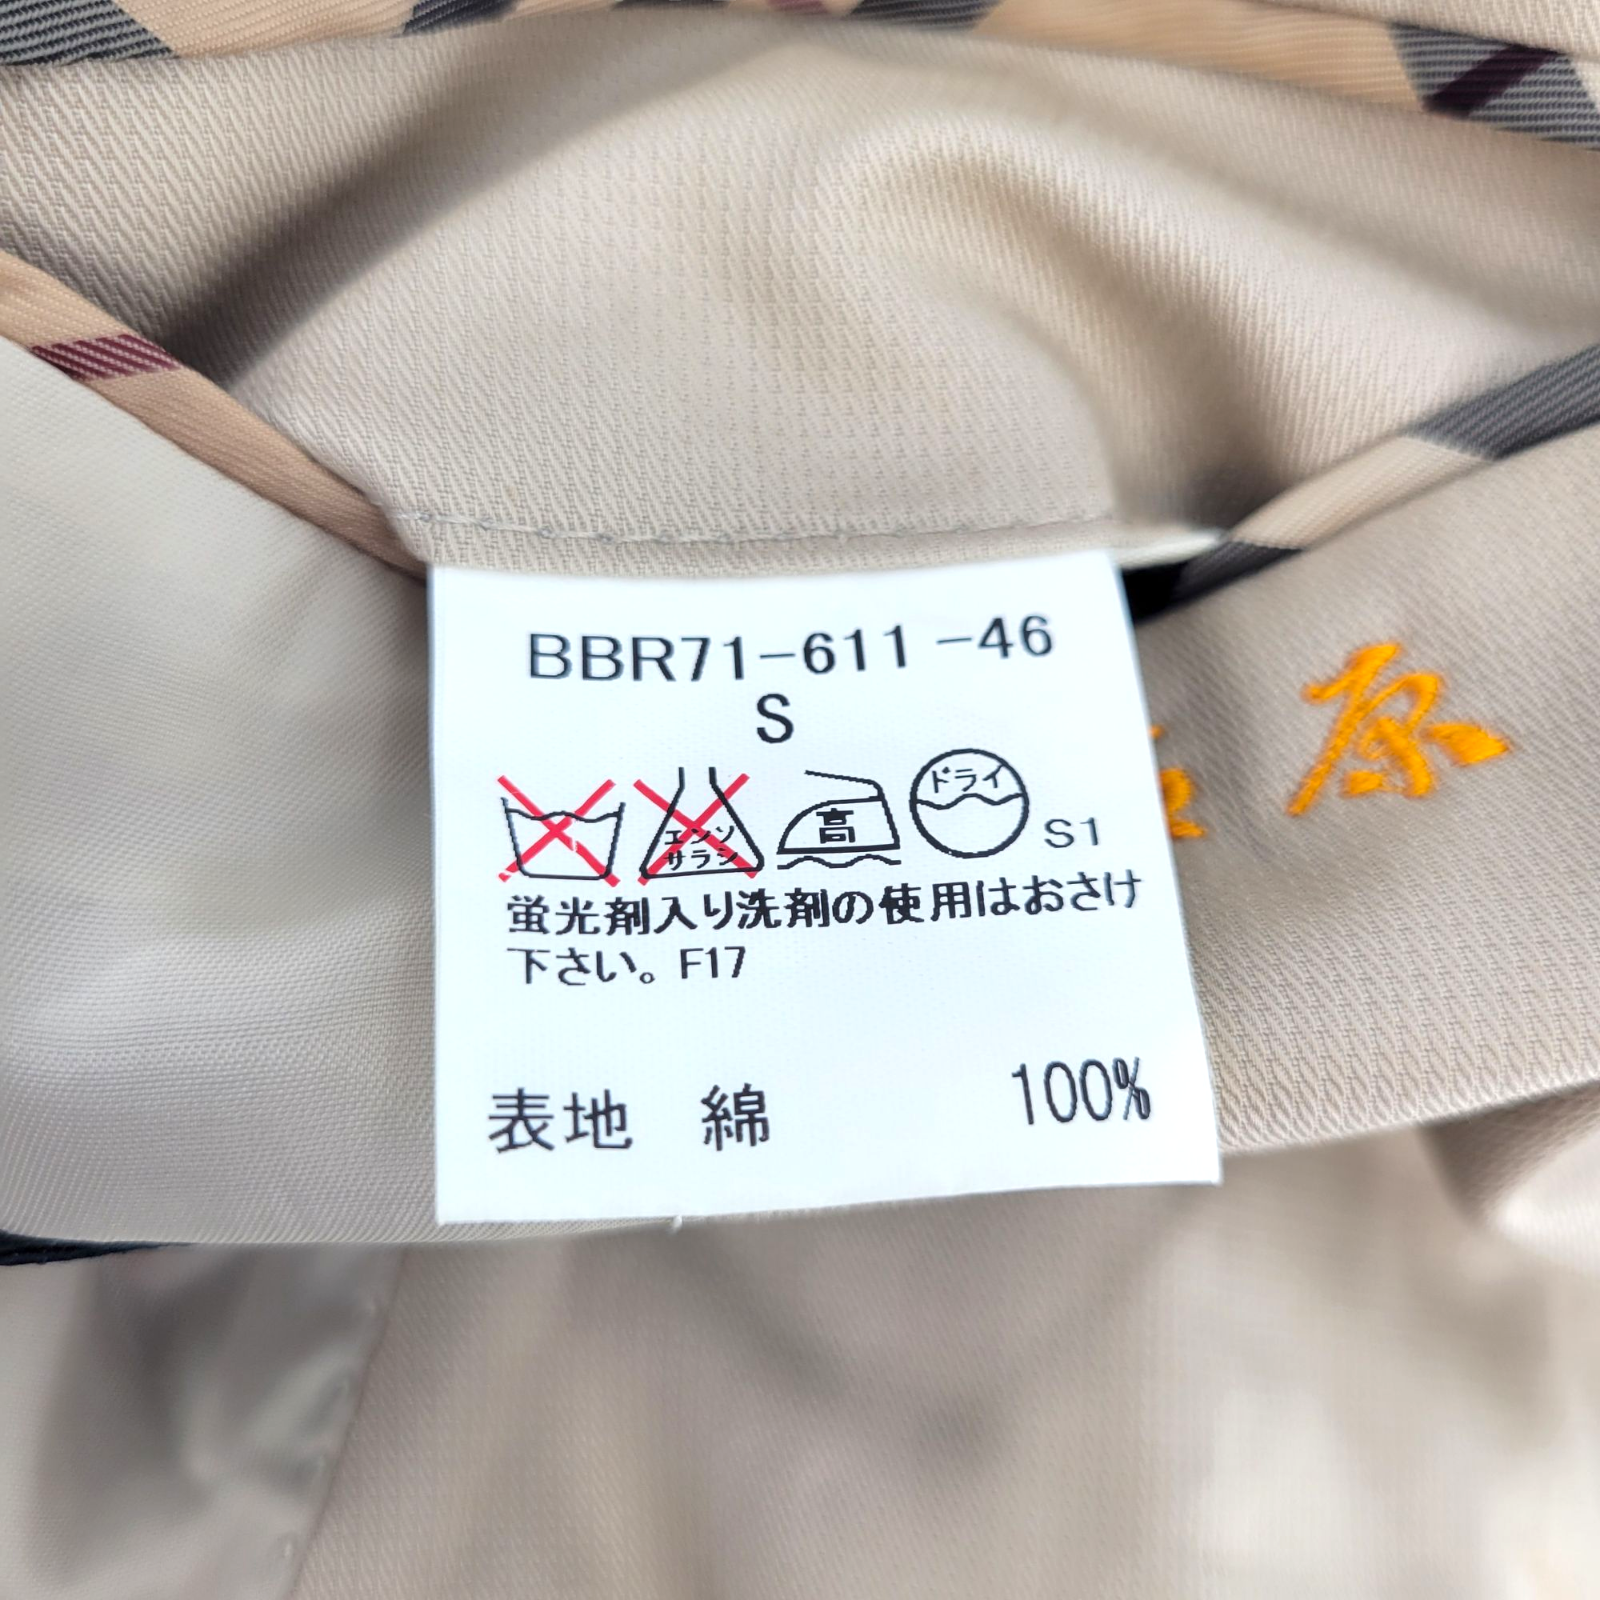 BBR71-611 -46
S
エンソ
サラシ
高
ドライ
S1
蛍光剤入り洗剤の使用はおさけ
下さい。F17
表地 綿 100%
原